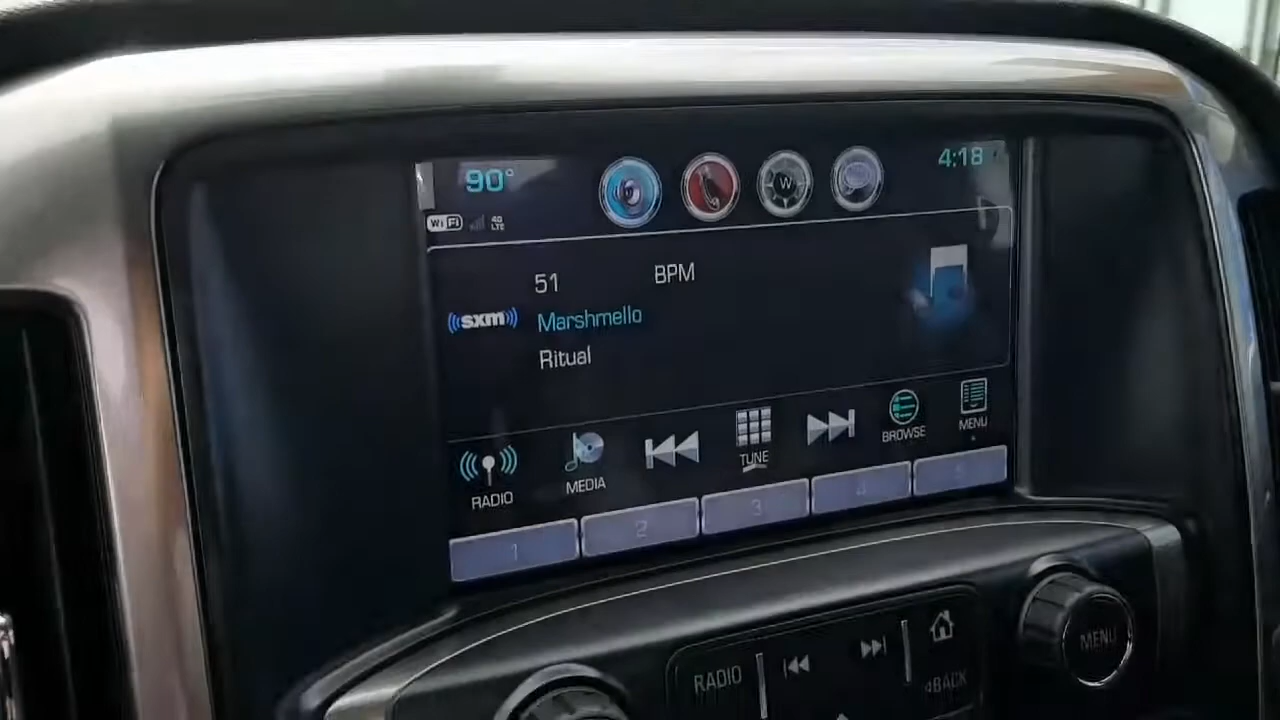 90°
W
4:18
WiFi
4G LTE
51 BPM
((sxm))
Marshmello
Ritual
RADIO
MEDIA
TUNE
BROWSE
MENU
1
2
3
4
5
RADIO
MENU
BACK